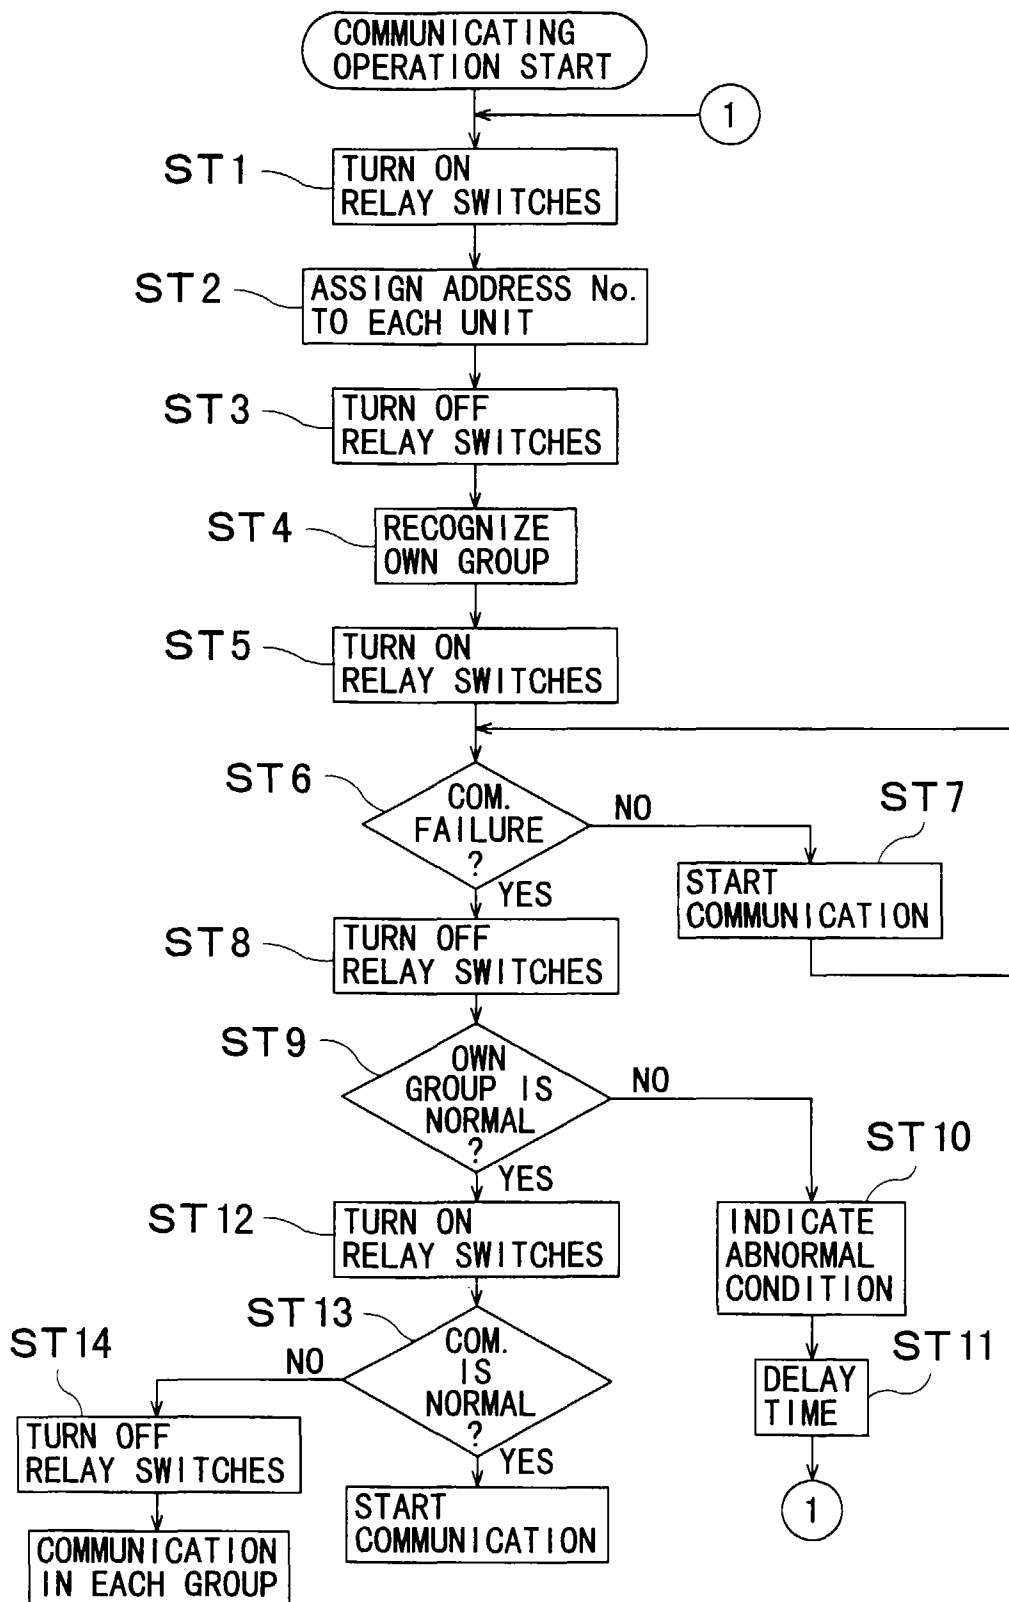 COMMUNICATING
OPERATION START
1
ST1
TURN ON
RELAY SWITCHES
ST2
ASSIGN ADDRESS No.
TO EACH UNIT
ST3
TURN OFF
RELAY SWITCHES
ST4
RECOGNIZE
OWN GROUP
ST5
TURN ON
RELAY SWITCHES
ST6
COM.
FAILURE
?
NO
YES
ST7
START
COMMUNICATION
ST8
TURN OFF
RELAY SWITCHES
ST9
OWN
GROUP IS
NORMAL
?
NO
YES
ST10
INDICATE
ABNORMAL
CONDITION
ST11
DELAY
TIME
1
ST12
TURN ON
RELAY SWITCHES
ST13
COM.
IS
NORMAL
?
NO
YES
ST14
TURN OFF
RELAY SWITCHES
START
COMMUNICATION
COMMUNICATION
IN EACH GROUP